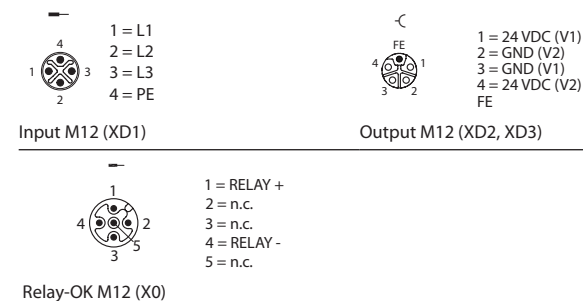 4
1
3
2
1 = L1
2 = L2
3 = L3
4 = PE
Input M12 (XD1)
FE
4
1
3
2
1 = 24 VDC (V1)
2 = GND (V2)
3 = GND (V1)
4 = 24 VDC (V2)
FE
Output M12 (XD2, XD3)
1
4
2
5
3
1 = RELAY +
2 = n.c.
3 = n.c.
4 = RELAY -
5 = n.c.
Relay-OK M12 (X0)